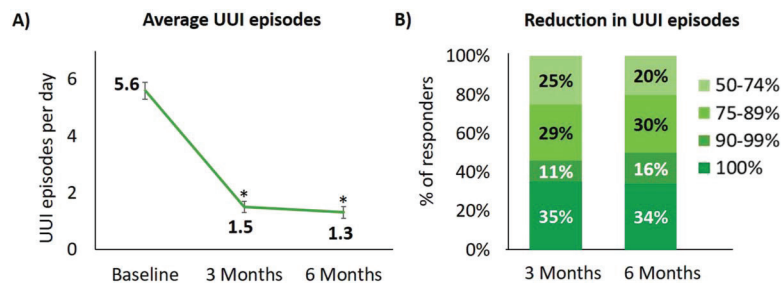 A)
Average UUI episodes
UUI episodes per day
6
4
2
0
5.6
*
1.5
*
1.3
Baseline
3 Months
6 Months
B)
Reduction in UUI episodes
% of responders
100%
80%
60%
40%
20%
0%
25%
29%
11%
35%
20%
30%
16%
34%
3 Months
6 Months
50-74%
75-89%
90-99%
100%